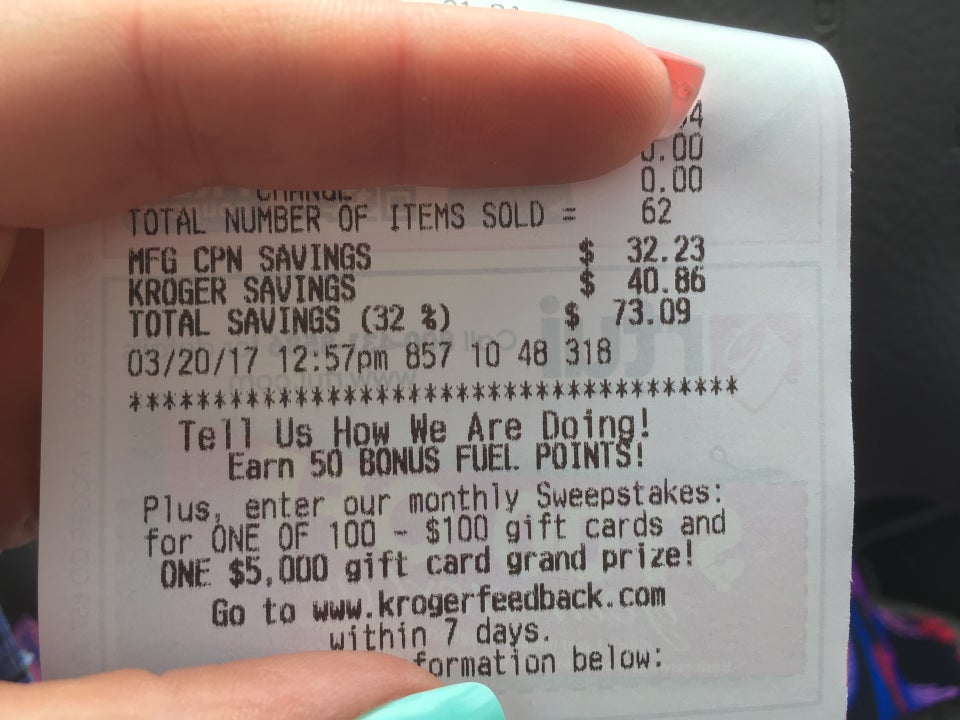 0.00
0.00
CHANGE
TOTAL NUMBER OF ITEMS SOLD = 62
MFG CPN SAVINGS $ 32.23
KROGER SAVINGS $ 40.86
TOTAL SAVINGS (32 %) $ 73.09
03/20/17 12:57pm 857 10 48 318
*************************************
Tell Us How We Are Doing!
Earn 50 BONUS FUEL POINTS!
Plus, enter our monthly Sweepstakes:
for ONE OF 100 - $100 gift cards and
ONE $5,000 gift card grand prize!
Go to www.krogerfeedback.com
within 7 days.
formation below: